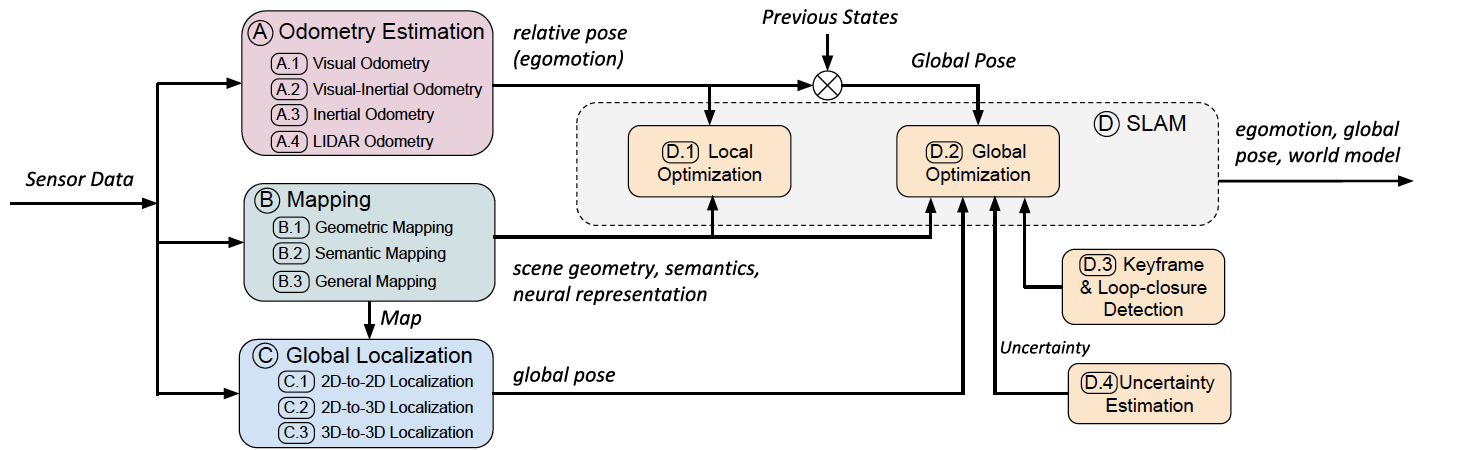 Sensor Data
A Odometry Estimation
A.1 Visual Odometry
A.2 Visual-Inertial Odometry
A.3 Inertial Odometry
A.4 LIDAR Odometry
relative pose
(egomotion)
Previous States
Global Pose
B Mapping
B.1 Geometric Mapping
B.2 Semantic Mapping
B.3 General Mapping
scene geometry, semantics,
neural representation
Map
C Global Localization
C.1 2D-to-2D Localization
C.2 2D-to-3D Localization
C.3 3D-to-3D Localization
global pose
D SLAM
D.1 Local
Optimization
D.2 Global
Optimization
D.3 Keyframe
& Loop-closure
Detection
Uncertainty
D.4 Uncertainty
Estimation
egomotion, global
pose, world model